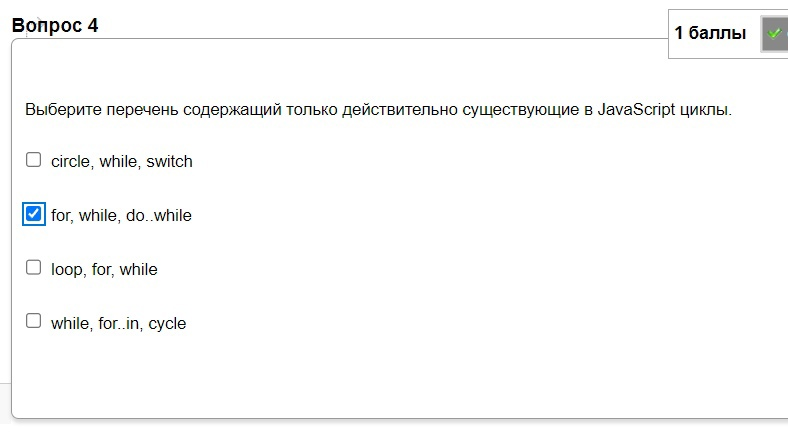 Вопрос 4
1 баллы
Выберите перечень содержащий только действительно существующие в JavaScript циклы.
circle, while, switch
for, while, do..while
loop, for, while
while, for..in, cycle